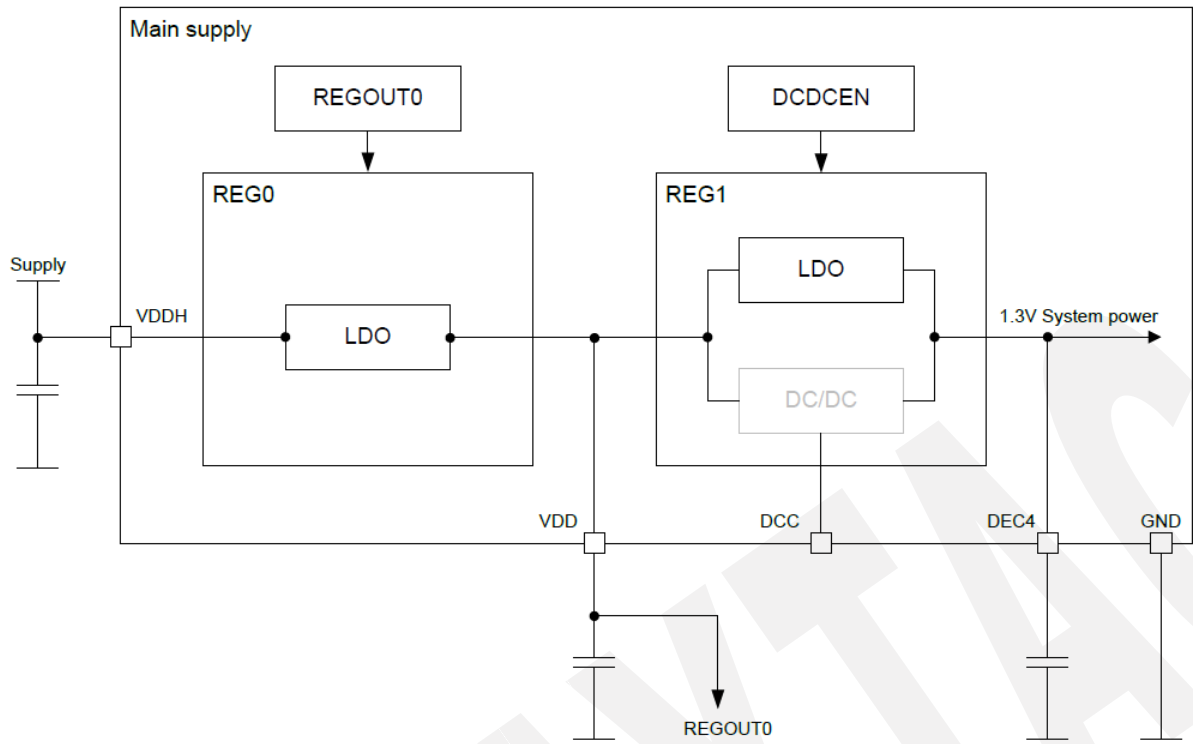 Main supply
REGOUT0
DCDCEN
REG0
REG1
LDO
Supply
VDDH
LDO
1.3V System power
DC/DC
VDD
DCC
DEC4
GND
REGOUT0